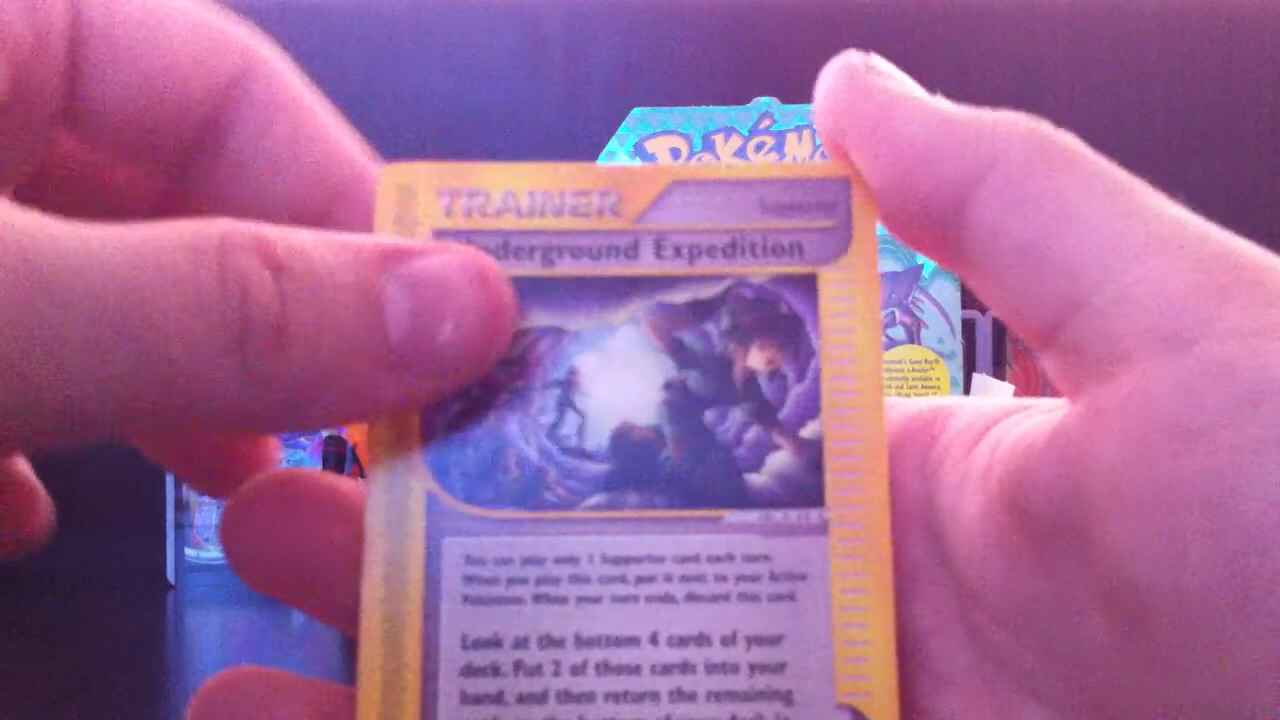 Pokém
TRAINER
Supporter
nderground Expedition
You can play only 1 Supporter card each turn.
When you play this card, put it next to your Active
Pokémon. When your turn ends, discard this card.
Look at the bottom 4 cards of your
deck. Put 2 of those cards into your
hand, and then return the remaining